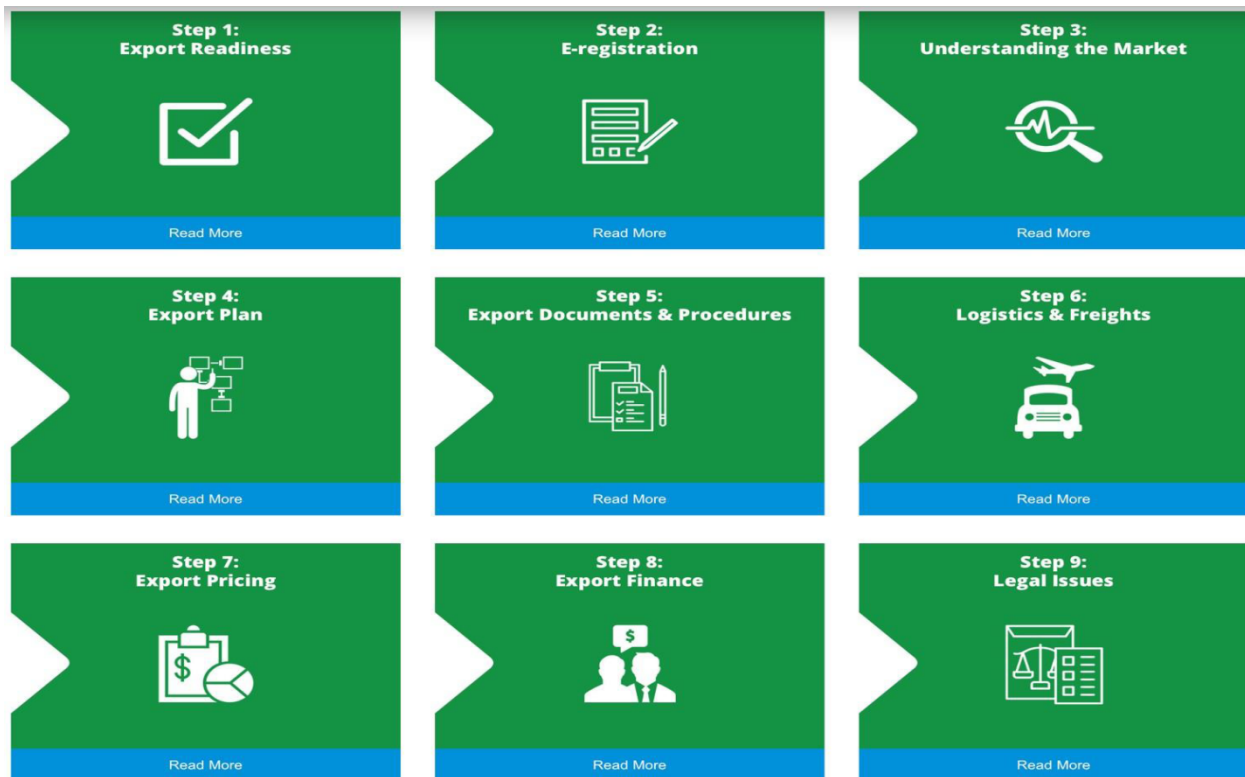 Step 1:
Export Readiness
Read More
Step 2:
E-registration
Read More
Step 3:
Understanding the Market
Read More
Step 4:
Export Plan
Read More
Step 5:
Export Documents & Procedures
Read More
Step 6:
Logistics & Freights
Read More
Step 7:
Export Pricing
$
Read More
Step 8:
Export Finance
$
Read More
Step 9:
Legal Issues
Read More